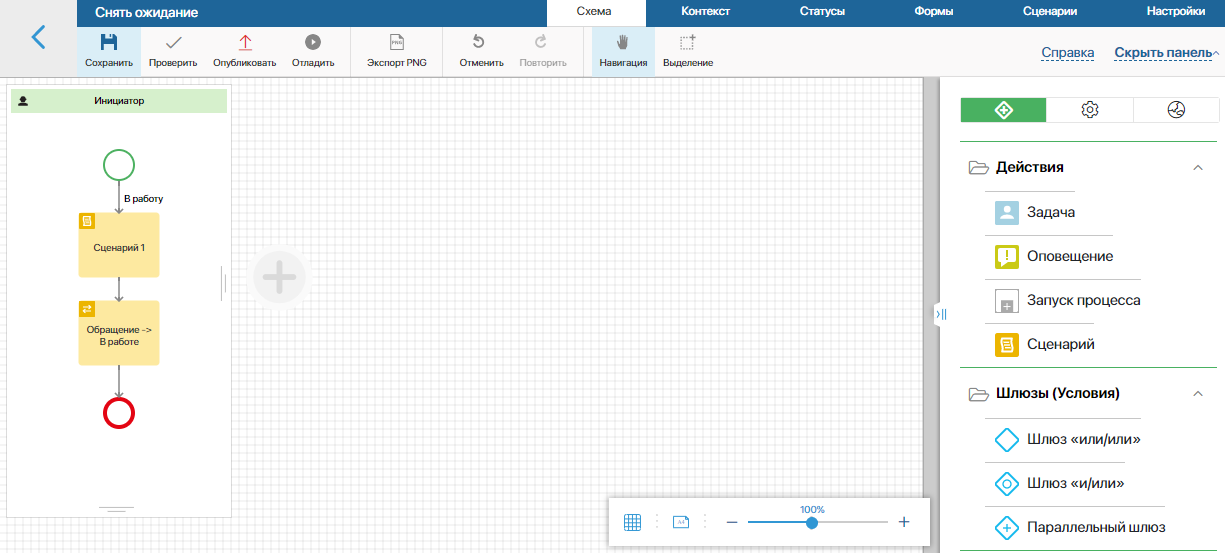 Снять ожидание
Схема
Контекст
Статусы
Формы
Сценарии
Настройки
Сохранить
Проверить
Опубликовать
Отладить
PNG
Экспорт PNG
Отменить
Повторить
Навигация
Выделение
Справка
Скрыть панель
Инициатор
В работу
Сценарий 1
Обращение ->
В работе
Действия
Задача
Оповещение
Запуск процесса
Сценарий
Шлюзы (Условия)
Шлюз «или/или»
Шлюз «и/или»
Параллельный шлюз
A4
100%